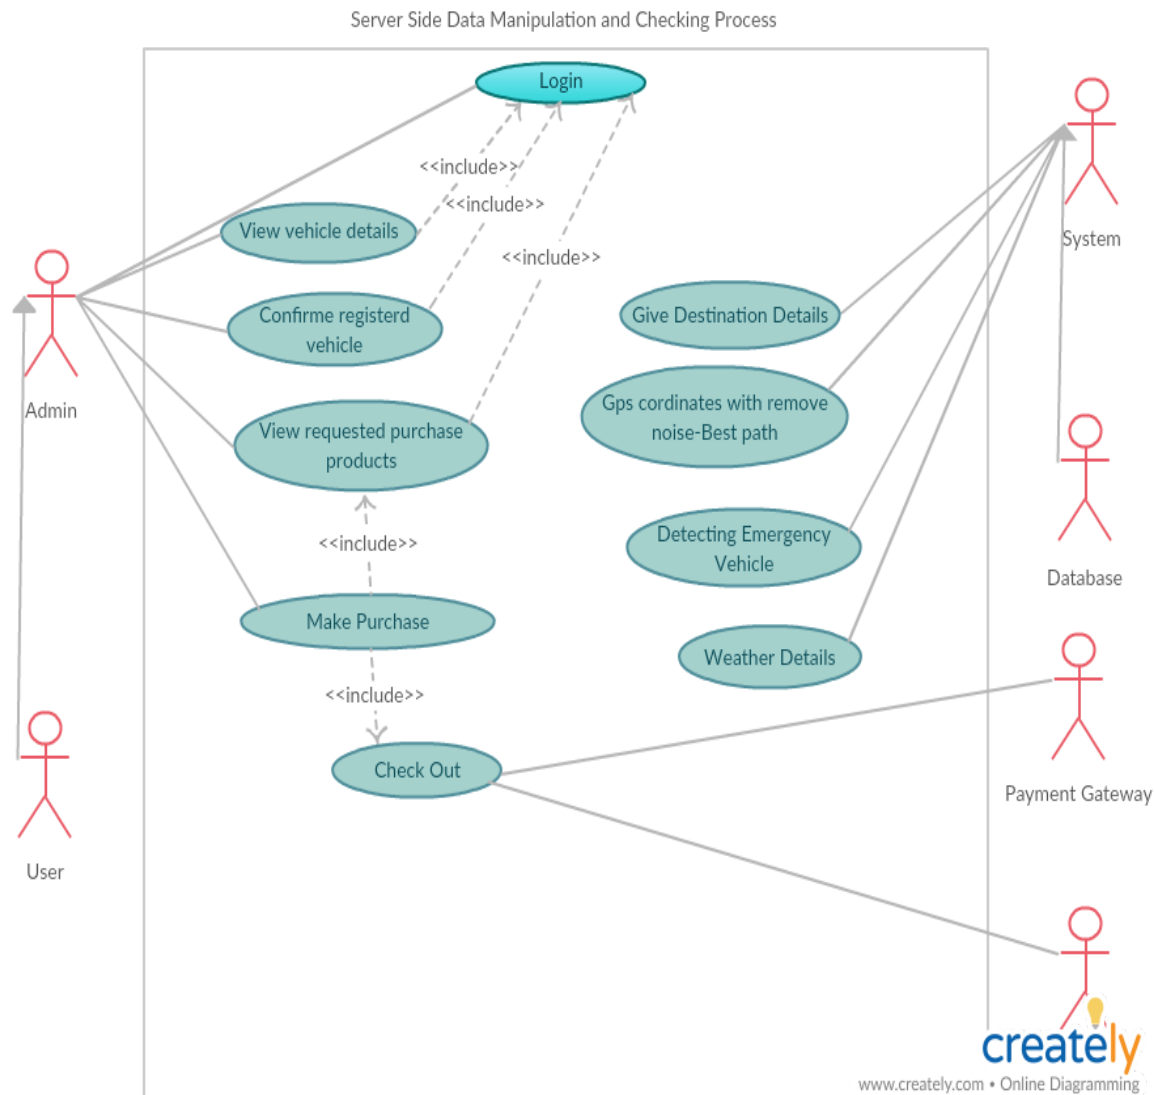 Server Side Data Manipulation and Checking Process
Login
<<include>>
<<include>>
View vehicle details
System
<<include>>
Confirme registerd
vehicle
Give Destination Details
Admin
Gps cordinates with remove
noise-Best path
View requested purchase
products
<<include>>
Detecting Emergency
Vehicle
Database
Make Purchase
Weather Details
<<include>>
Check Out
Payment Gateway
User
creately
www.creately.com • Online Diagramming